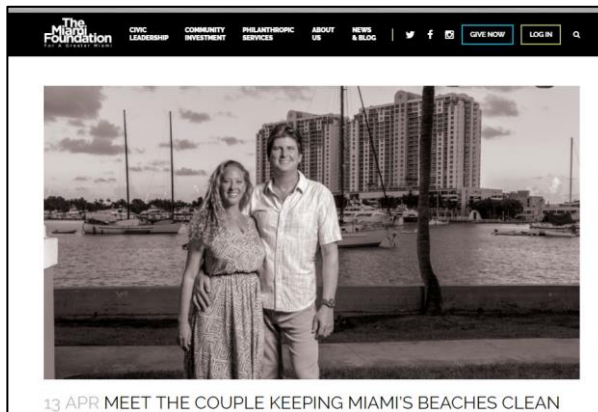 The
Miami
Foundation
For A Greater Miami
CIVIC
LEADERSHIP
COMMUNITY
INVESTMENT
PHILANTHROPIC
SERVICES
ABOUT
US
NEWS
& BLOG
GIVE NOW
LOG IN
13 APR MEET THE COUPLE KEEPING MIAMI'S BEACHES CLEAN